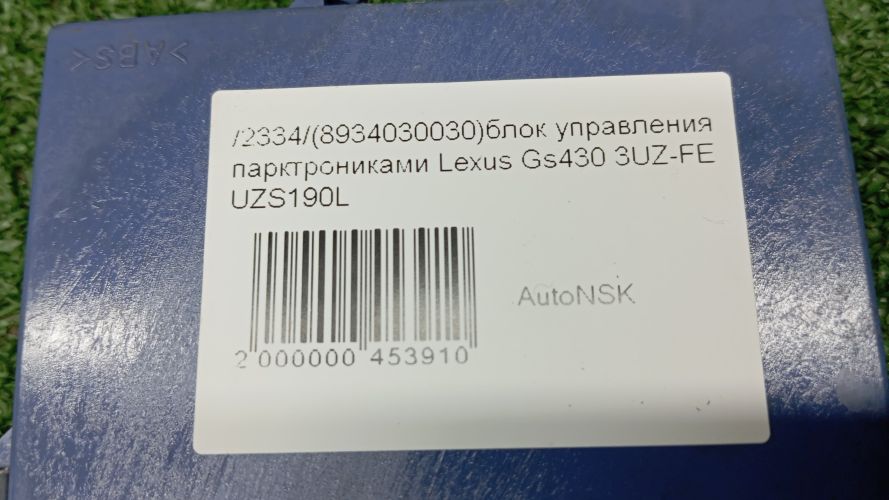 >ABS<
/2334/(8934030030)блок управления
парктрониками Lexus Gs430 3UZ-FE
UZS190L
AutoNSK
2 000000 453910